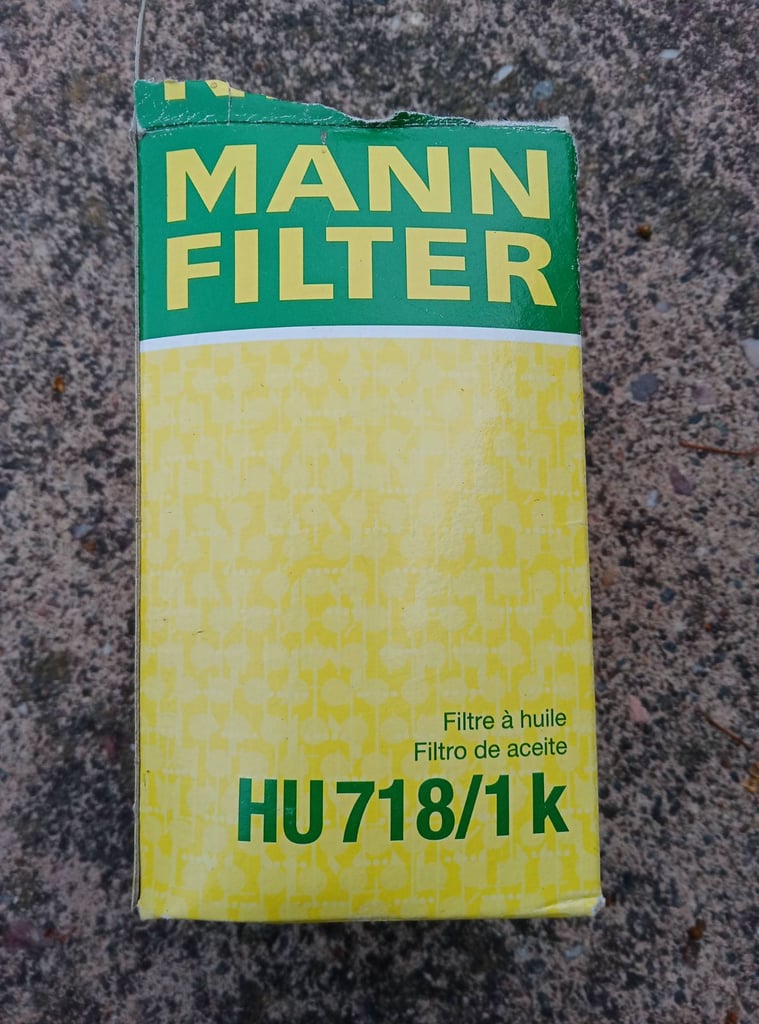 MANN
FILTER
Filtre à huile
Filtro de aceite
HU 718/1 k